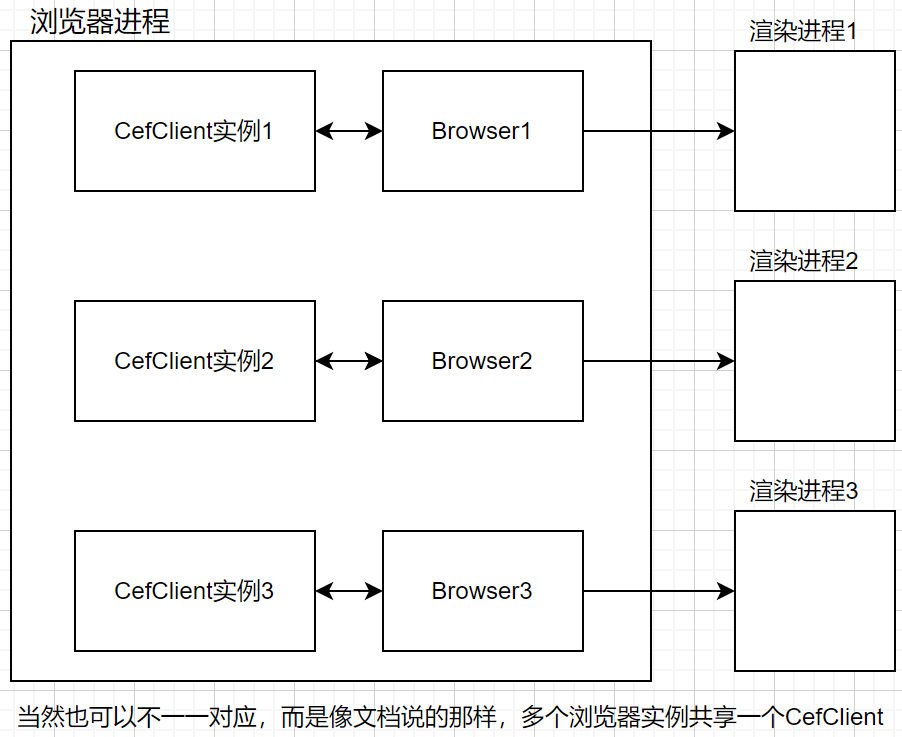 浏览器进程
渲染进程1
CefClient实例1
Browser1
渲染进程2
CefClient实例2
Browser2
渲染进程3
CefClient实例3
Browser3
当然也可以不一一对应，而是像文档说的那样，多个浏览器实例共享一个CefClient